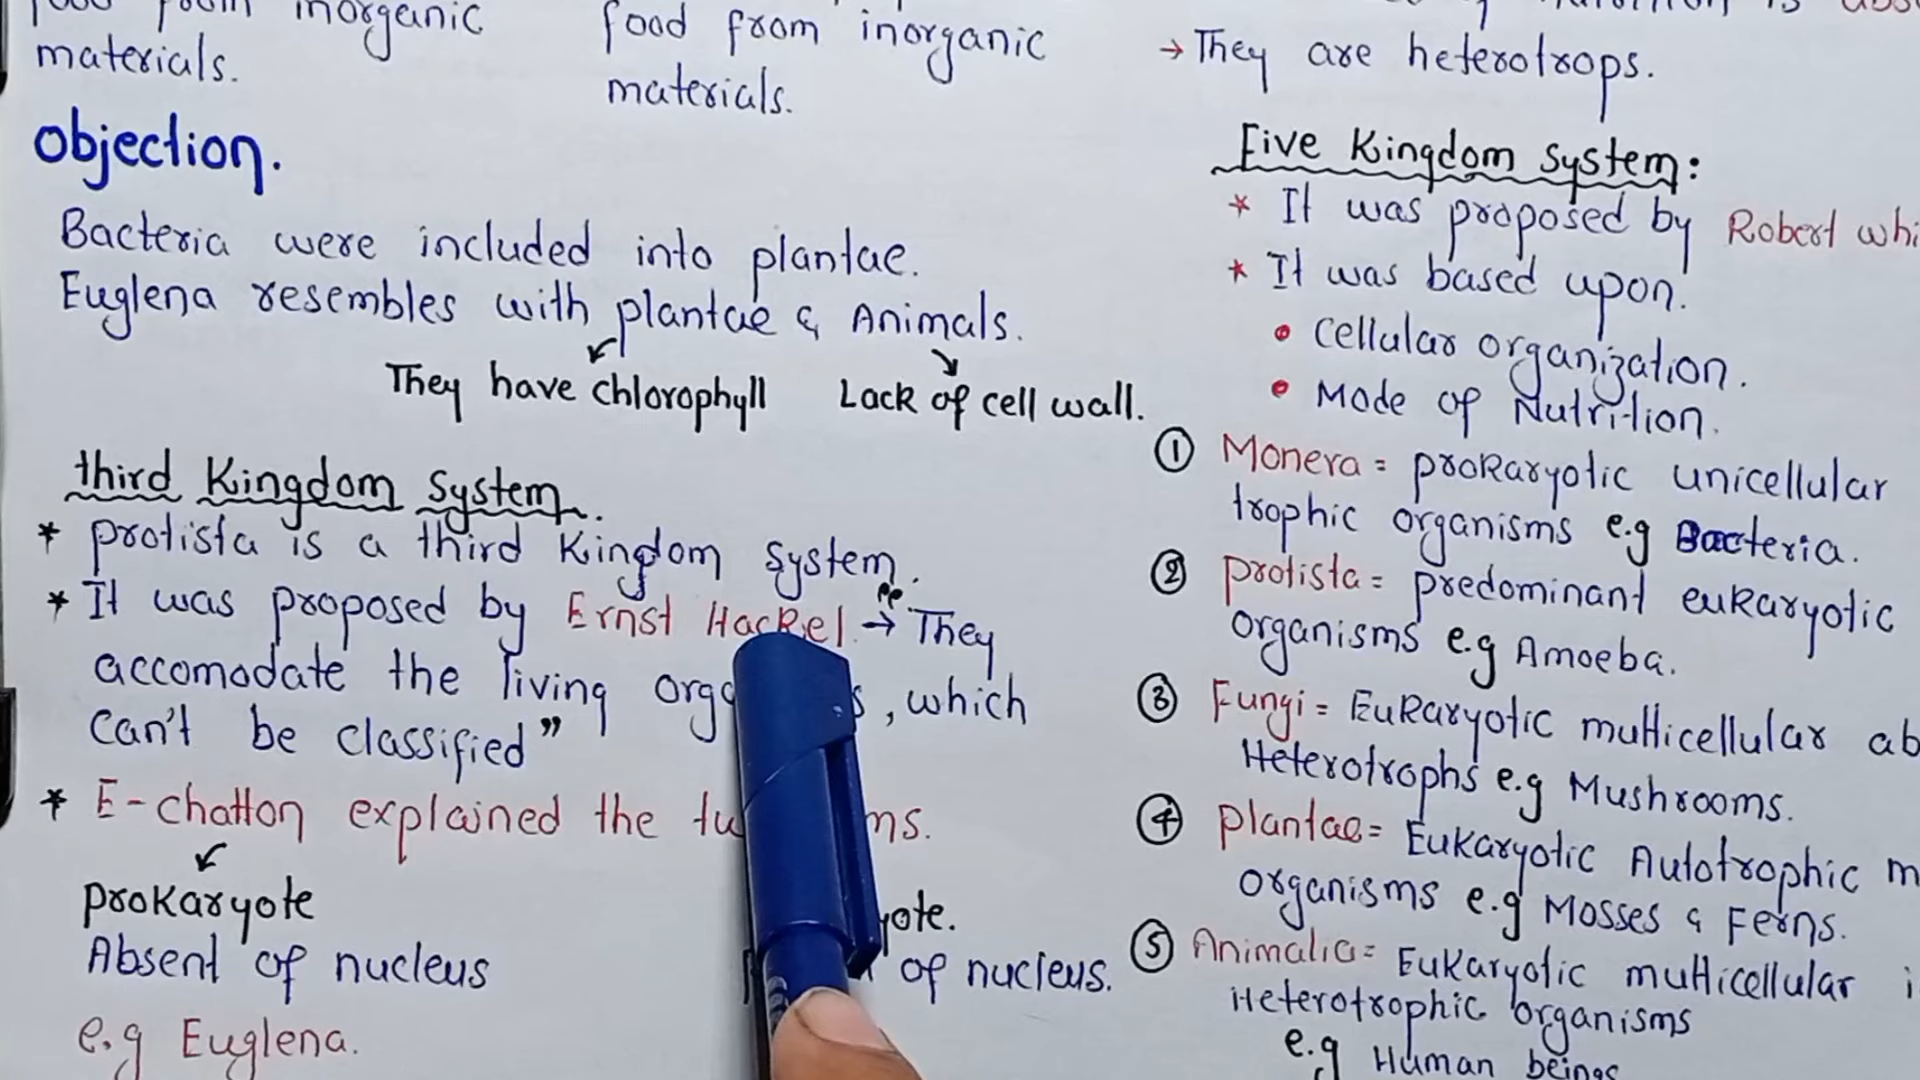 inorganic
materials.
food from inorganic
materials.
Objection.
Bacteria were included into plantae.
Euglena resembles with plantae & Animals.
They have chlorophyll
Lack of cell wall.
third Kingdom System.
* protista is a third Kingdom System.
* It was proposed by Ernst Hackel. → They
accomodate the living , which
can't be classified"
* E-chatton explained the
prokaryote
Absent of nucleus
of nucleus.
e.g Euglena.
→ They are heterotrops.
Five Kingdom System:
* It was proposed by Robert
* It was based upon.
• Cellular organization.
• Mode of Nutrition.
① Monera = prokaryotic unicellular
trophic organisms e.g Bacteria.
② protista = predominant eukaryotic
organisms e.g Amoeba.
③ Fungi = Eukaryotic multicellular
Heterotrophs e.g Mushrooms.
④ plantae = Eukaryotic Autotrophic
organisms e.g Mosses & Ferns.
⑤ Animalia = Eukaryotic multicellular
Heterotrophic organisms
e.g Human beings